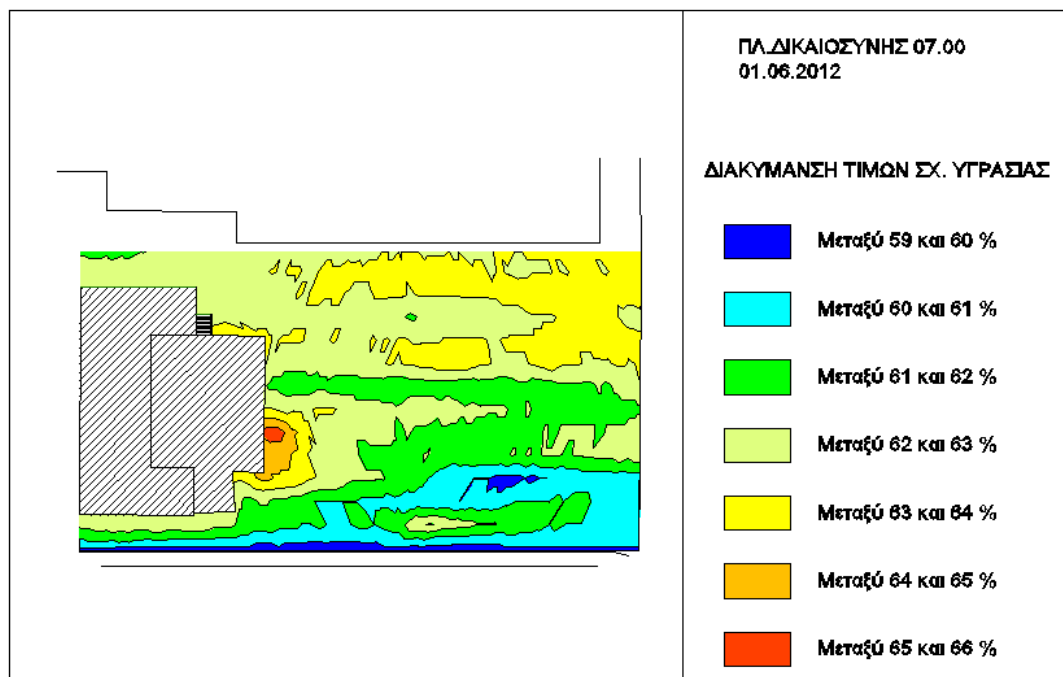 ΠΛ.ΔΙΚΑΙΟΣΥΝΗΣ 07.00
01.06.2012
ΔΙΑΚΥΜΑΝΣΗ ΤΙΜΩΝ ΣΧ. ΥΓΡΑΣΙΑΣ
Μεταξύ 59 και 60 %
Μεταξύ 60 και 61 %
Μεταξύ 61 και 62 %
Μεταξύ 62 και 63 %
Μεταξύ 63 και 64 %
Μεταξύ 64 και 65 %
Μεταξύ 65 και 66 %